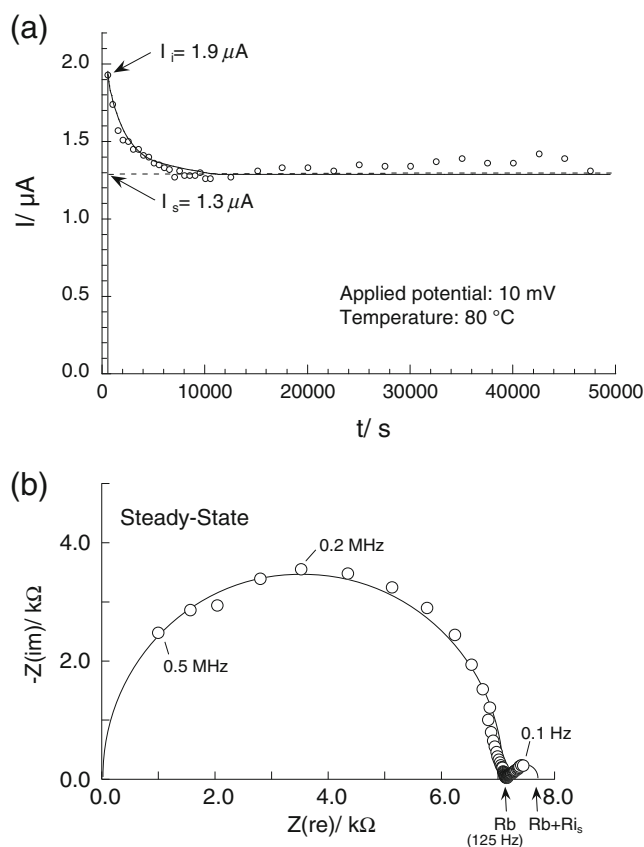 (a)
I i = 1.9 μA
I s = 1.3 μA
2.0
1.5
1.0
0.5
0.0
I/ μA
Applied potential: 10 mV
Temperature: 80 °C
0 10000 20000 30000 40000 50000
t/ s
(b)
Steady-State
0.2 MHz
0.5 MHz
0.1 Hz
4.0
2.0
0.0
-Z(im)/ kΩ
0.0 2.0 4.0 6.0 8.0
Z(re)/ kΩ
Rb
(125 Hz)
Rb+Ris